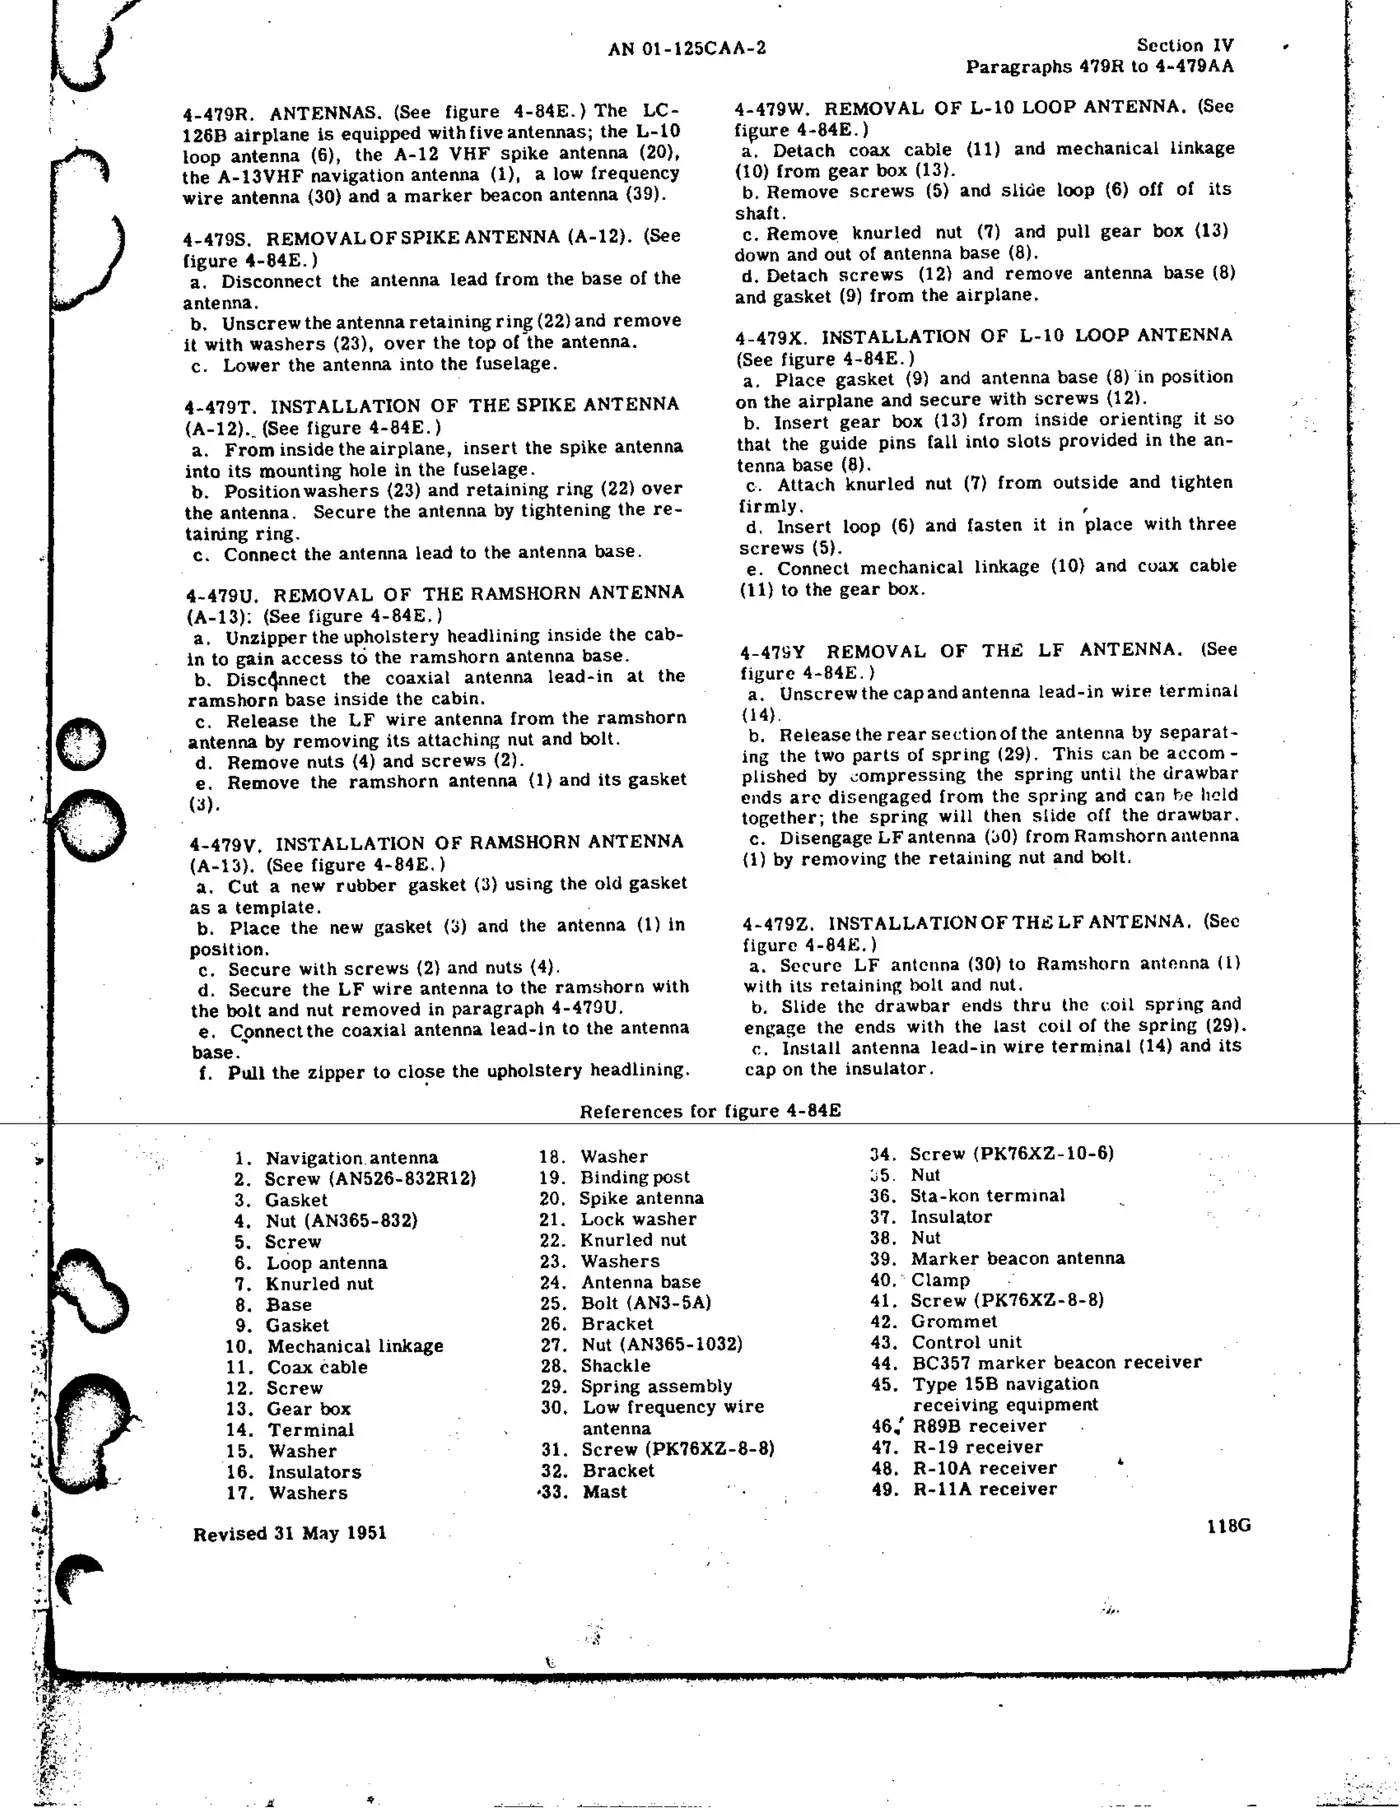 AN 01-125CAA-2
Section IV
Paragraphs 479R to 4-479AA
4-479R. ANTENNAS. (See figure 4-84E.) The LC-
126B airplane is equipped with five antennas; the L-10
loop antenna (6), the A-12 VHF spike antenna (20),
the A-13VHF navigation antenna (1), a low frequency
wire antenna (30) and a marker beacon antenna (39).
4-479S. REMOVAL OF SPIKE ANTENNA (A-12). (See
figure 4-84E.)
a. Disconnect the antenna lead from the base of the
antenna.
b. Unscrew the antenna retaining ring (22) and remove
it with washers (23), over the top of the antenna.
c. Lower the antenna into the fuselage.
4-479T. INSTALLATION OF THE SPIKE ANTENNA
(A-12). (See figure 4-84E.)
a. From inside the airplane, insert the spike antenna
into its mounting hole in the fuselage.
b. Position washers (23) and retaining ring (22) over
the antenna. Secure the antenna by tightening the re-
taining ring.
c. Connect the antenna lead to the antenna base.
4-479U. REMOVAL OF THE RAMSHORN ANTENNA
(A-13): (See figure 4-84E.)
a. Unzipper the upholstery headlining inside the cab-
in to gain access to the ramshorn antenna base.
b. Disconnect the coaxial antenna lead-in at the
ramshorn base inside the cabin.
c. Release the LF wire antenna from the ramshorn
antenna by removing its attaching nut and bolt.
d. Remove nuts (4) and screws (2).
e. Remove the ramshorn antenna (1) and its gasket
(3).
4-479V. INSTALLATION OF RAMSHORN ANTENNA
(A-13). (See figure 4-84E.)
a. Cut a new rubber gasket (3) using the old gasket
as a template.
b. Place the new gasket (3) and the antenna (1) in
position.
c. Secure with screws (2) and nuts (4).
d. Secure the LF wire antenna to the ramshorn with
the bolt and nut removed in paragraph 4-479U.
e. Connect the coaxial antenna lead-in to the antenna
base.
f. Pull the zipper to close the upholstery headlining.
4-479W. REMOVAL OF L-10 LOOP ANTENNA. (See
figure 4-84E.)
a. Detach coax cable (11) and mechanical linkage
(10) from gear box (13).
b. Remove screws (5) and slide loop (6) off of its
shaft.
c. Remove knurled nut (7) and pull gear box (13)
down and out of antenna base (8).
d. Detach screws (12) and remove antenna base (8)
and gasket (9) from the airplane.
4-479X. INSTALLATION OF L-10 LOOP ANTENNA
(See figure 4-84E.)
a. Place gasket (9) and antenna base (8) in position
on the airplane and secure with screws (12).
b. Insert gear box (13) from inside orienting it so
that the guide pins fall into slots provided in the an-
tenna base (8).
c. Attach knurled nut (7) from outside and tighten
firmly.
d. Insert loop (6) and fasten it in place with three
screws (5).
e. Connect mechanical linkage (10) and coax cable
(11) to the gear box.
4-479Y REMOVAL OF THE LF ANTENNA. (See
figure 4-84E.)
a. Unscrew the cap and antenna lead-in wire terminal
(14).
b. Release the rear section of the antenna by separat-
ing the two parts of spring (29). This can be accom-
plished by compressing the spring until the drawbar
ends are disengaged from the spring and can be held
together; the spring will then slide off the drawbar.
c. Disengage LF antenna (30) from Ramshorn antenna
(1) by removing the retaining nut and bolt.
4-479Z. INSTALLATION OF THE LF ANTENNA. (See
figure 4-84E.)
a. Secure LF antenna (30) to Ramshorn antenna (1)
with its retaining bolt and nut.
b. Slide the drawbar ends thru the coil spring and
engage the ends with the last coil of the spring (29).
c. Install antenna lead-in wire terminal (14) and its
cap on the insulator.
References for figure 4-84E
1. Navigation antenna
2. Screw (AN526-832R12)
3. Gasket
4. Nut (AN365-832)
5. Screw
6. Loop antenna
7. Knurled nut
8. Base
9. Gasket
10. Mechanical linkage
11. Coax cable
12. Screw
13. Gear box
14. Terminal
15. Washer
16. Insulators
17. Washers
18. Washer
19. Binding post
20. Spike antenna
21. Lock washer
22. Knurled nut
23. Washers
24. Antenna base
25. Bolt (AN3-5A)
26. Bracket
27. Nut (AN365-1032)
28. Shackle
29. Spring assembly
30. Low frequency wire
antenna
31. Screw (PK76XZ-8-8)
32. Bracket
33. Mast
34. Screw (PK76XZ-10-6)
35. Nut
36. Sta-kon terminal
37. Insulator
38. Nut
39. Marker beacon antenna
40. Clamp
41. Screw (PK76XZ-8-8)
42. Grommet
43. Control unit
44. BC357 marker beacon receiver
45. Type 15B navigation
receiving equipment
46. R89B receiver
47. R-19 receiver
48. R-10A receiver
49. R-11A receiver
Revised 31 May 1951
118G